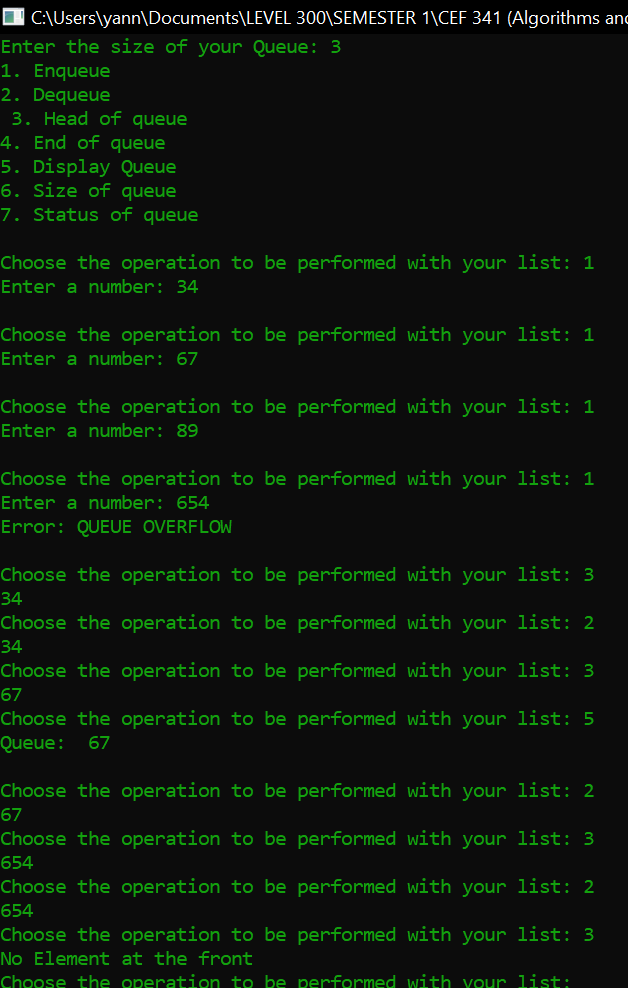 C:\Users\yann\Documents\LEVEL 300\SEMESTER 1\CEF 341 (Algorithms and
Enter the size of your Queue: 3
1. Enqueue
2. Dequeue
 3. Head of queue
4. End of queue
5. Display Queue
6. Size of queue
7. Status of queue

Choose the operation to be performed with your list: 1
Enter a number: 34

Choose the operation to be performed with your list: 1
Enter a number: 67

Choose the operation to be performed with your list: 1
Enter a number: 89

Choose the operation to be performed with your list: 1
Enter a number: 654
Error: QUEUE OVERFLOW

Choose the operation to be performed with your list: 3
34
Choose the operation to be performed with your list: 2
34
Choose the operation to be performed with your list: 3
67
Choose the operation to be performed with your list: 5
Queue:  67

Choose the operation to be performed with your list: 2
67
Choose the operation to be performed with your list: 3
654
Choose the operation to be performed with your list: 2
654
Choose the operation to be performed with your list: 3
No Element at the front
Choose the operation to be performed with your list: